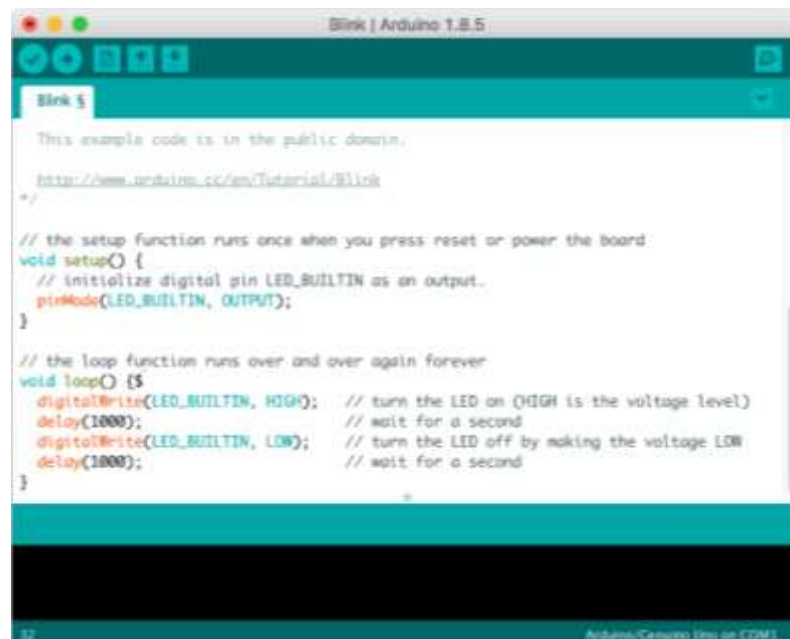 Blink | Arduino 1.8.5
Blink §
This example code is in the public domain.
http://www.arduino.cc/en/Tutorial/Blink
*/
// the setup function runs once when you press reset or power the board
void setup() {
// initialize digital pin LED_BUILTIN as an output.
pinMode(LED_BUILTIN, OUTPUT);
}
// the loop function runs over and over again forever
void loop() {$
digitalWrite(LED_BUILTIN, HIGH); // turn the LED on (HIGH is the voltage level)
delay(1000); // wait for a second
digitalWrite(LED_BUILTIN, LOW); // turn the LED off by making the voltage LOW
delay(1000); // wait for a second
}
32 Arduino/Genuino Uno on COM1